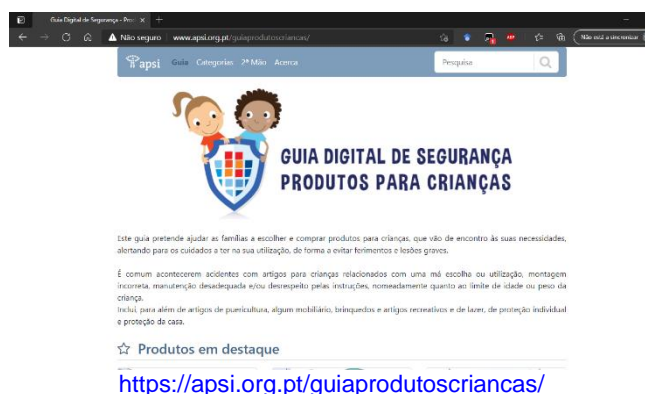 Guia Digital de Segurança - Prod
Não seguro www.apsi.org.pt/guiaprodutoscriancas/
Não está a sincronizar
apsi Guia Categorias 2ª Mão Acerca Pesquisa
GUIA DIGITAL DE SEGURANÇA
PRODUTOS PARA CRIANÇAS
Este guia pretende ajudar as famílias a escolher e comprar produtos para crianças, que vão de encontro às suas necessidades,
alertando para os cuidados a ter na sua utilização, de forma a evitar ferimentos e lesões graves.
É comum acontecerem acidentes com artigos para crianças relacionados com uma má escolha ou utilização, montagem
incorreta, manutenção desadequada e/ou desrespeito pelas instruções, nomeadamente quanto ao limite de idade ou peso da
criança.
Inclui, para além de artigos de puericultura, algum mobiliário, brinquedos e artigos recreativos e de lazer, de proteção individual
e proteção da casa.
Produtos em destaque
https://apsi.org.pt/guiaprodutoscriancas/